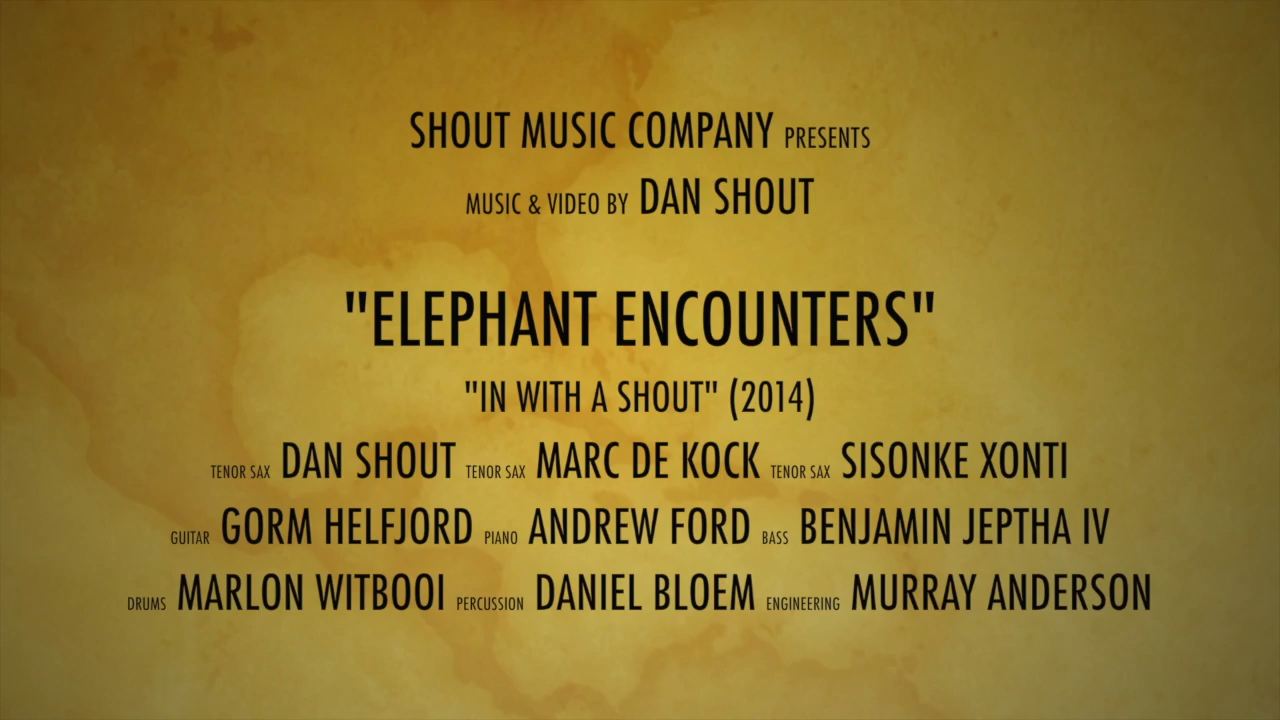 SHOUT MUSIC COMPANY PRESENTS
MUSIC & VIDEO BY DAN SHOUT
"ELEPHANT ENCOUNTERS"
"IN WITH A SHOUT" (2014)
TENOR SAX DAN SHOUT TENOR SAX MARC DE KOCK TENOR SAX SISONKE XONTI
GUITAR GORM HELFJORD PIANO ANDREW FORD BASS BENJAMIN JEPTHA IV
DRUMS MARLON WITBOOI PERCUSSION DANIEL BLOEM ENGINEERING MURRAY ANDERSON